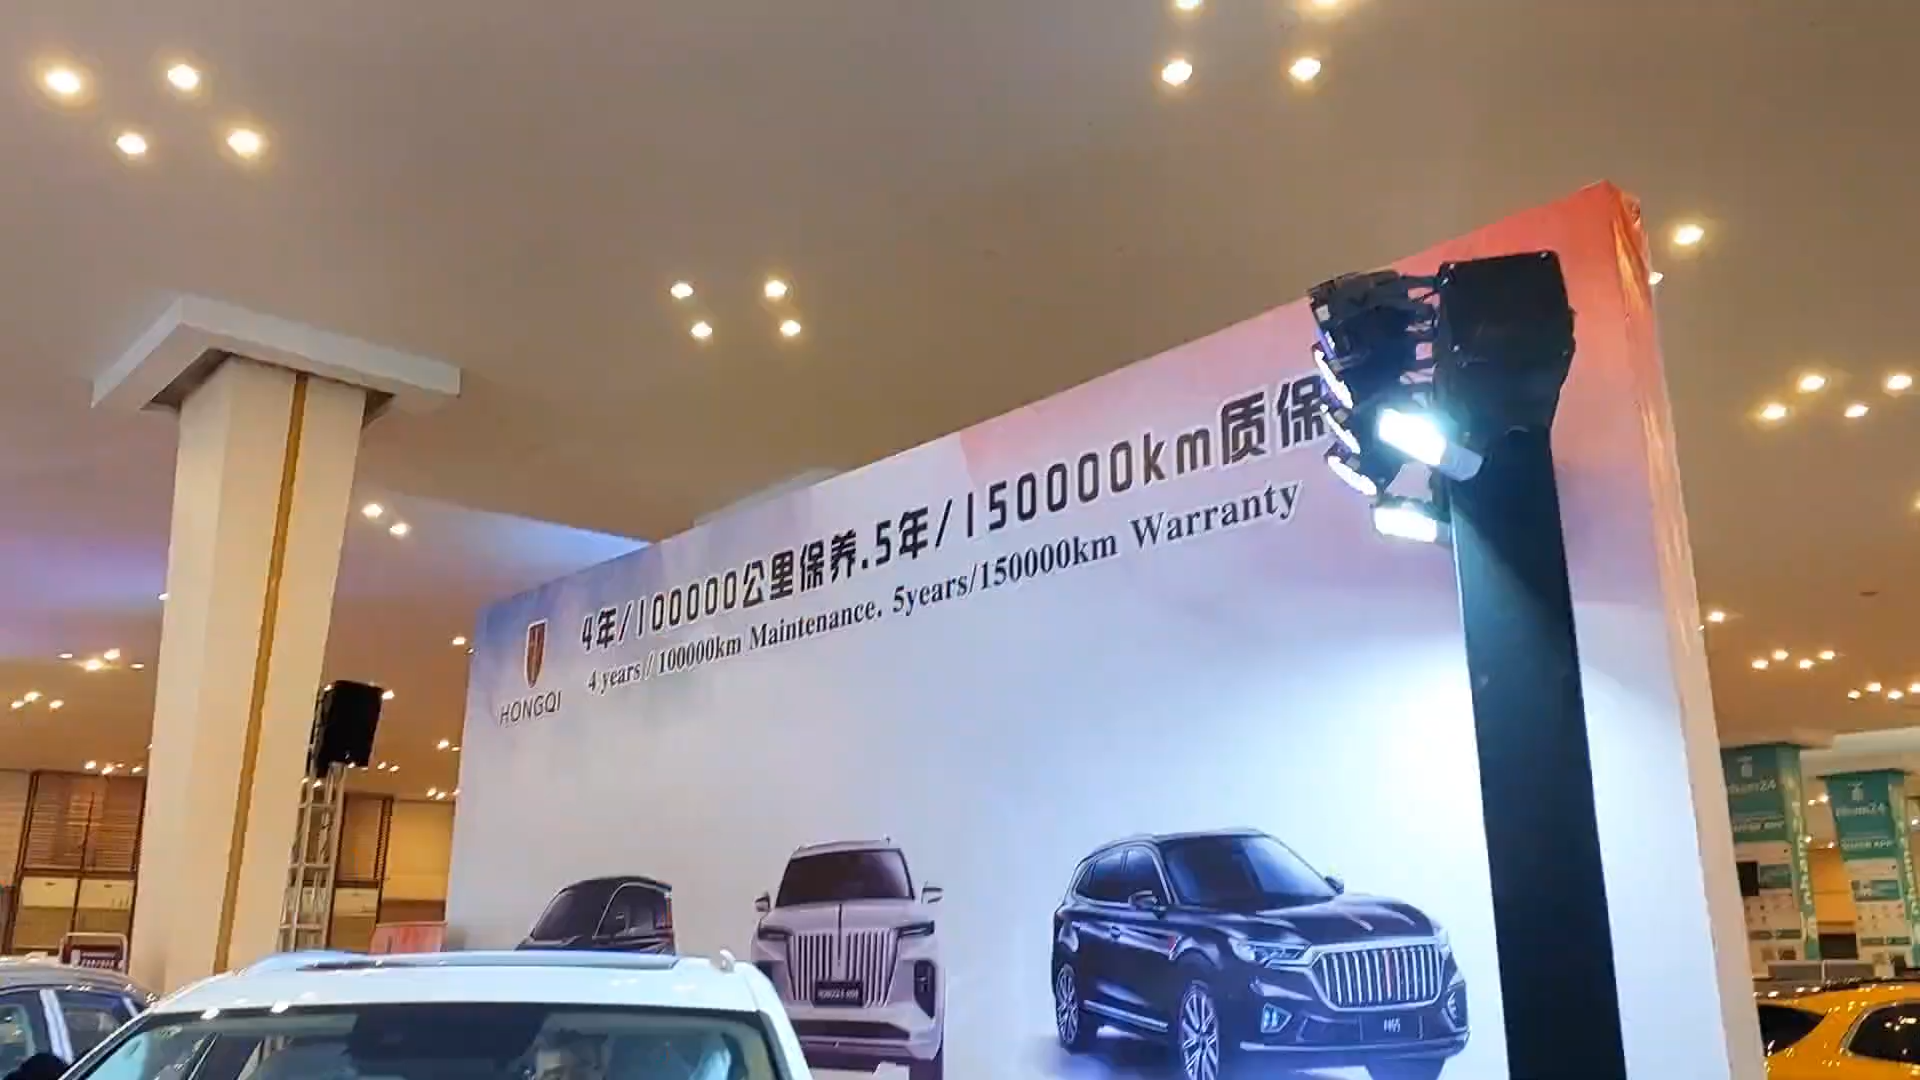 4年/100000公里保养.5年/150000km质保
4 years / 100000km Maintenance. 5years/150000km Warranty
HONGQI